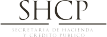 SHCP
SECRETARÍA DE HACIENDA
Y CRÉDITO PÚBLICO